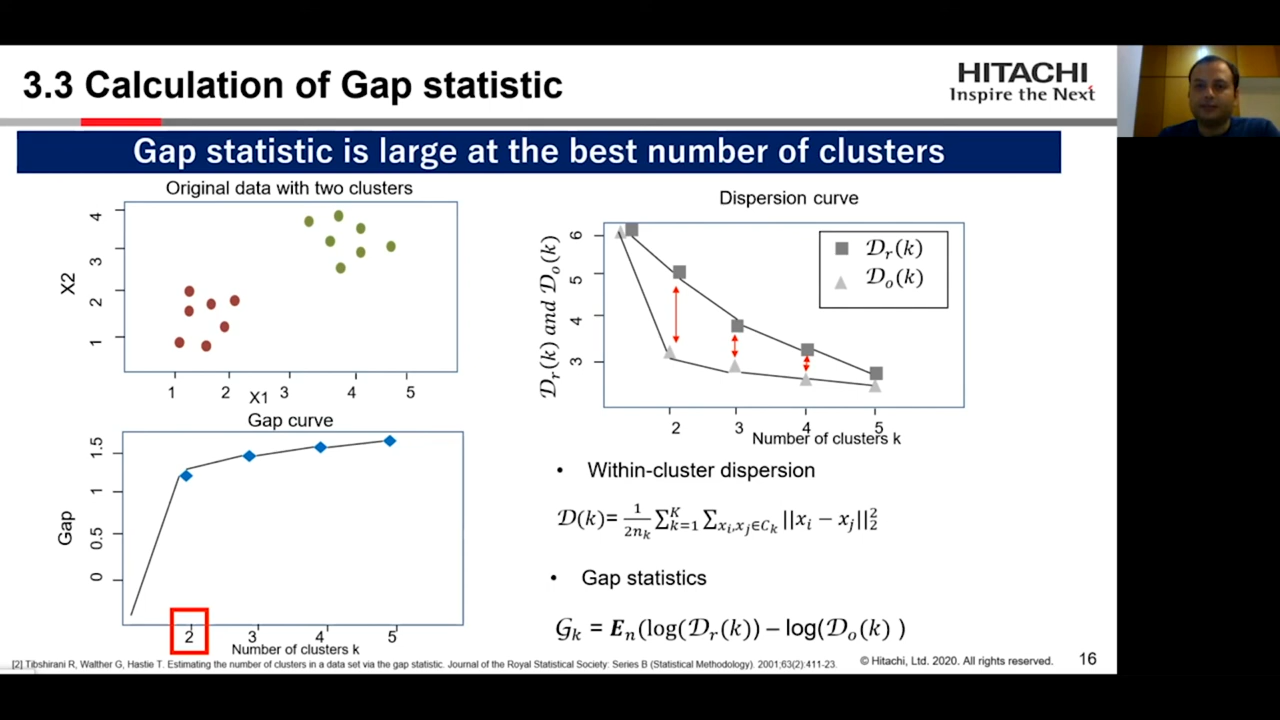 3.3 Calculation of Gap statistic
HITACHI
Inspire the Next
Gap statistic is large at the best number of clusters
Original data with two clusters
X2
4
3
2
1
1 2 3 4 5
X1
Dispersion curve
𝒟r(k) and 𝒟o(k)
6
5
4
3
𝒟r(k)
𝒟o(k)
2 3 4 5
Number of clusters k
Gap curve
Gap
1.5
1
0.5
0
2 3 4 5
Number of clusters k
• Within-cluster dispersion
𝒟(k)= 1/2nₖ ∑ᴷₖ₌₁ ∑xᵢ,xⱼ∈Cₖ ||xᵢ − xⱼ||²₂
• Gap statistics
𝒢ₖ = 𝑬ₙ(log(𝒟r(k)) − log(𝒟o(k) )
[2] Tibshirani R, Walther G, Hastie T. Estimating the number of clusters in a data set via the gap statistic. Journal of the Royal Statistical Society: Series B (Statistical Methodology). 2001;63(2):411-23.
© Hitachi, Ltd. 2020. All rights reserved.
16